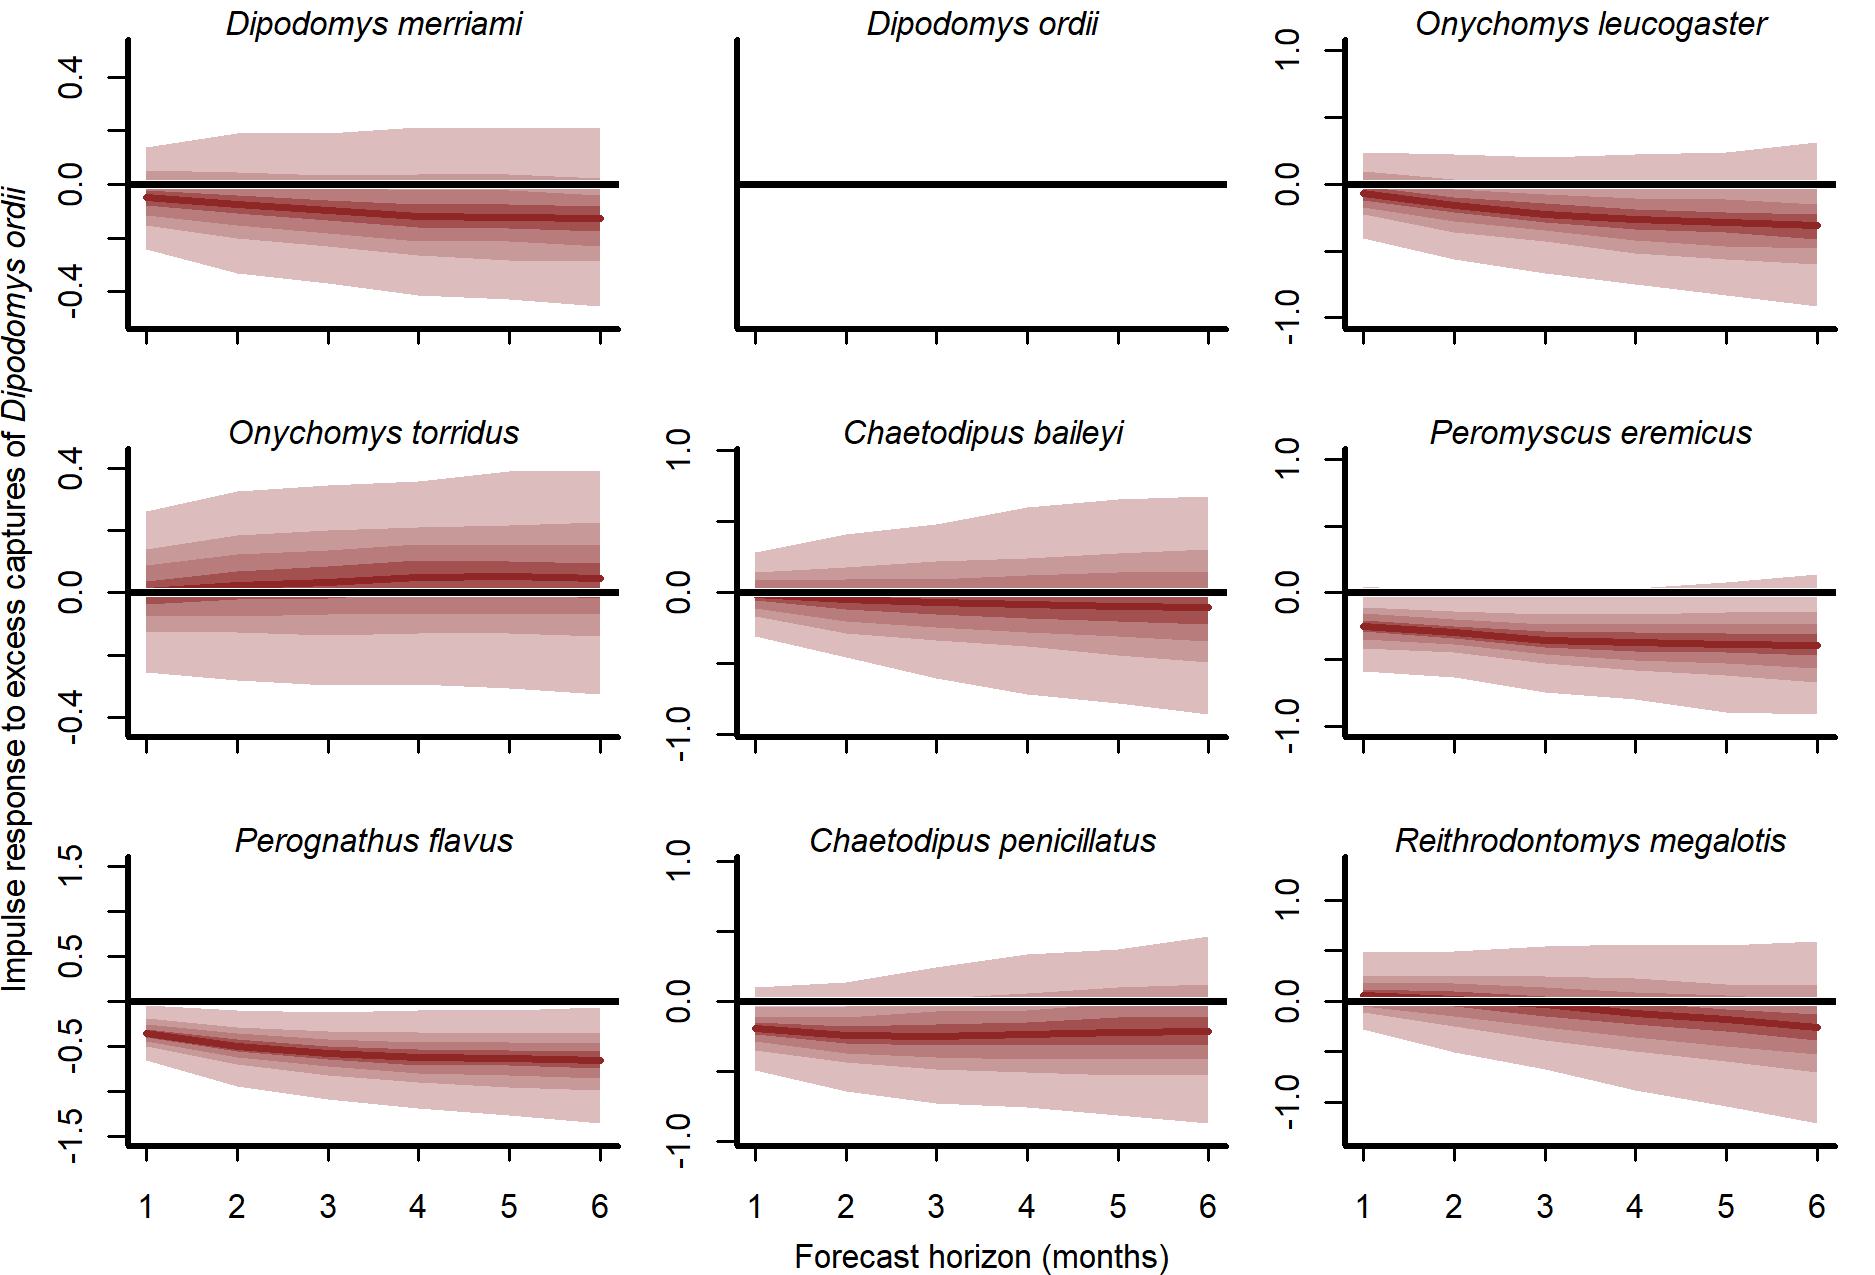 Impulse response to excess captures of Dipodomys ordii
Dipodomys merriami
0.4
0.0
-0.4
Dipodomys ordii
Onychomys leucogaster
1.0
0.0
-1.0
Onychomys torridus
0.4
0.0
-0.4
Chaetodipus baileyi
1.0
0.0
-1.0
Peromyscus eremicus
1.0
0.0
-1.0
Perognathus flavus
1.5
0.5
-0.5
-1.5
1 2 3 4 5 6
Chaetodipus penicillatus
1.0
0.0
-1.0
1 2 3 4 5 6
Reithrodontomys megalotis
1.0
0.0
-1.0
1 2 3 4 5 6
Forecast horizon (months)